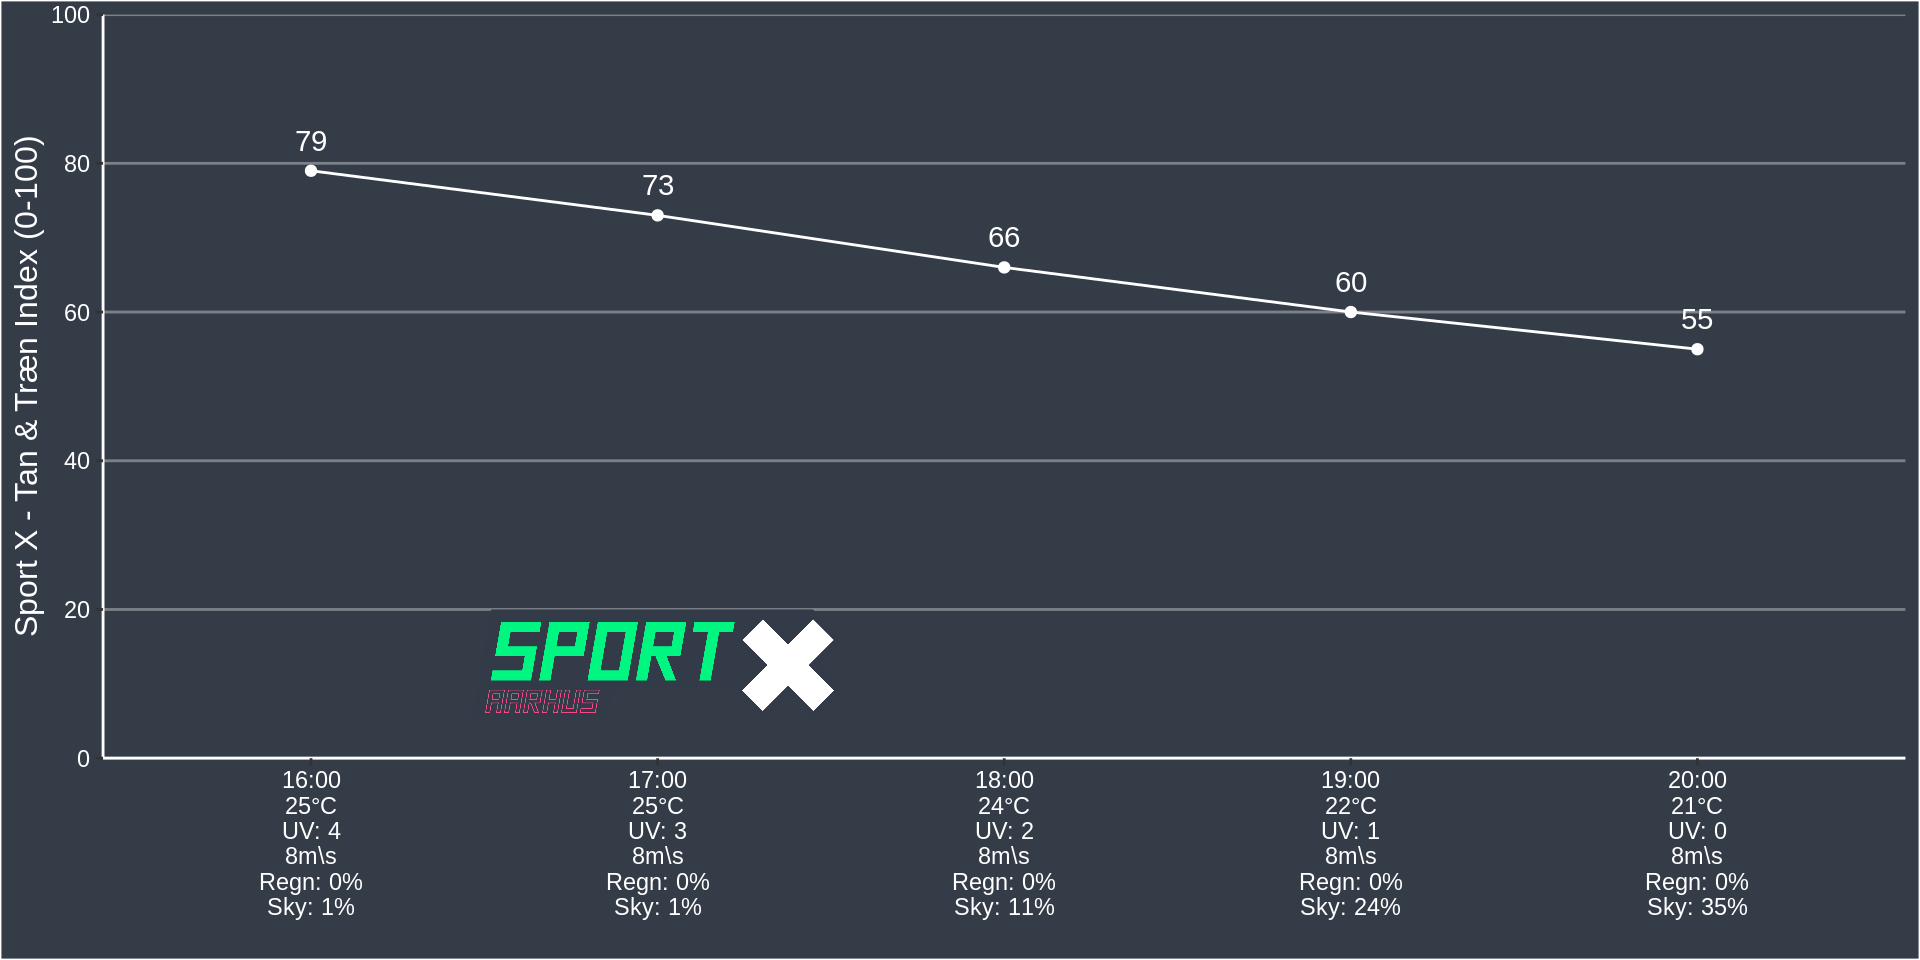 Sport X - Tan & Træn Index (0-100)
100
80
60
40
20
0
79
73
66
60
55
SPORT X
AARHUS
16:00
25°C
UV: 4
8m\s
Regn: 0%
Sky: 1%
17:00
25°C
UV: 3
8m\s
Regn: 0%
Sky: 1%
18:00
24°C
UV: 2
8m\s
Regn: 0%
Sky: 11%
19:00
22°C
UV: 1
8m\s
Regn: 0%
Sky: 24%
20:00
21°C
UV: 0
8m\s
Regn: 0%
Sky: 35%